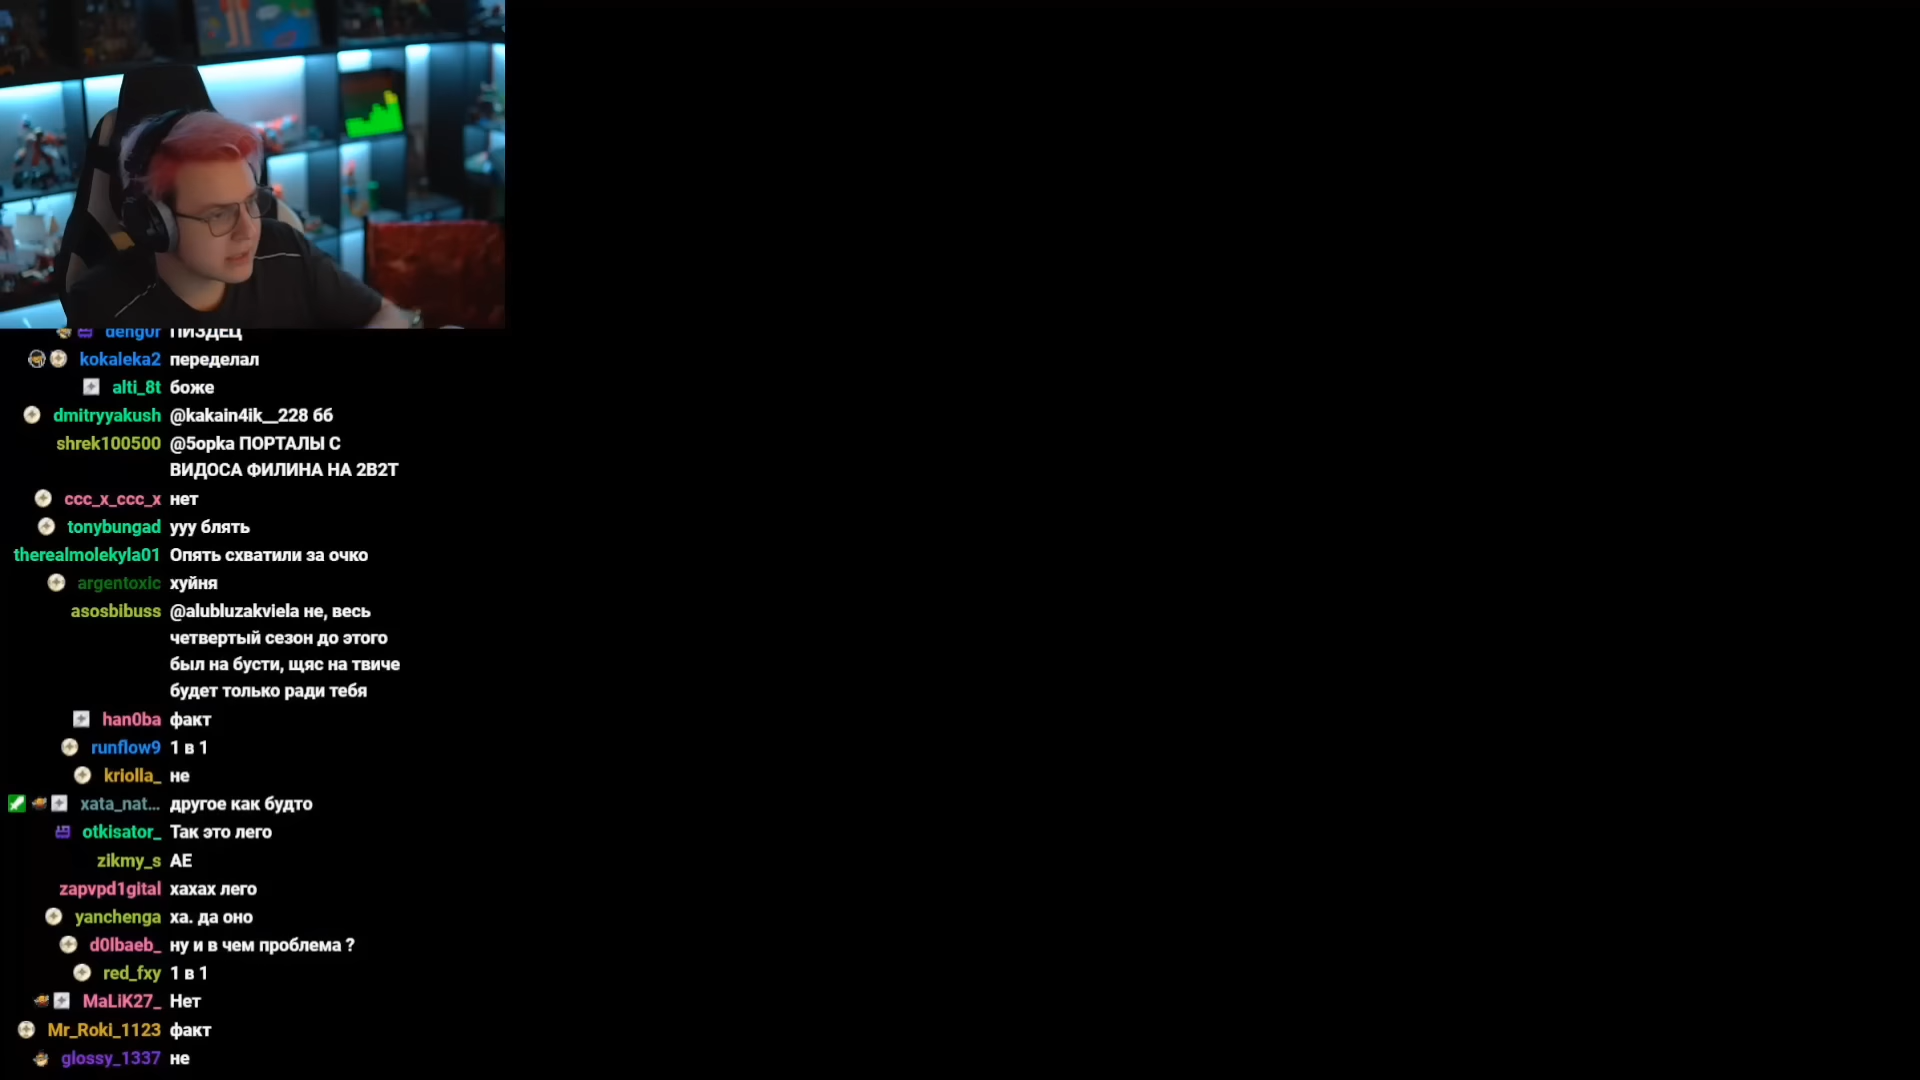 deng0r ПИЗДЕЦ
kokaleka2 переделал
alti_8t боже
dmitryyakush @kakain4ik__228 66
shrek100500 @5opka ПОРТАЛЫ С
ВИДОСА ФИЛИНА НА 2B2T
ccc_x_ccc_x нет
tonybungad ууу блять
therealmolekyla01 Опять схватили за очко
argentoxic хуйня
asosbibuss @alubluzakviela не, весь
четвертый сезон до этого
был на бусти, щяс на твиче
будет только ради тебя
han0ba факт
runflow9 1 в 1
kriolla_ не
xata_nat... другое как будто
otkisator_ Так это лего
zikmy_s АЕ
zapvpd1gital хахах лего
yanchenga ха. да оно
d0lbaeb_ ну и в чем проблема ?
red_fxy 1 в 1
MaLiK27_ Нет
Mr_Roki_1123 факт
glossy_1337 не